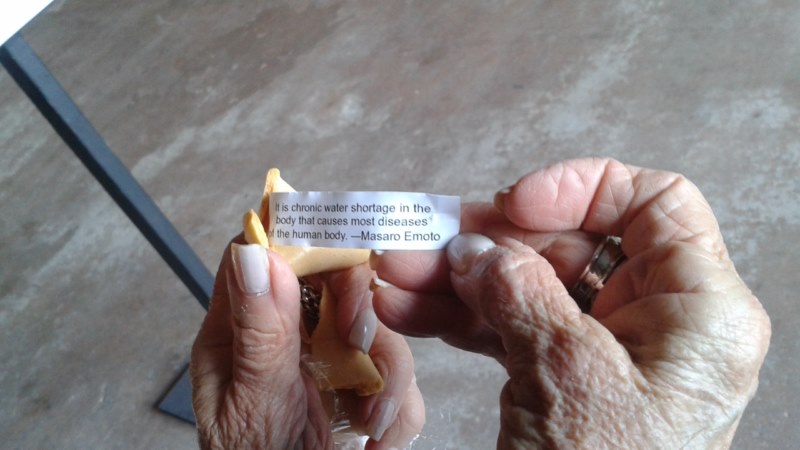 It is chronic water shortage in the
body that causes most diseases
of the human body. —Masaro Emoto